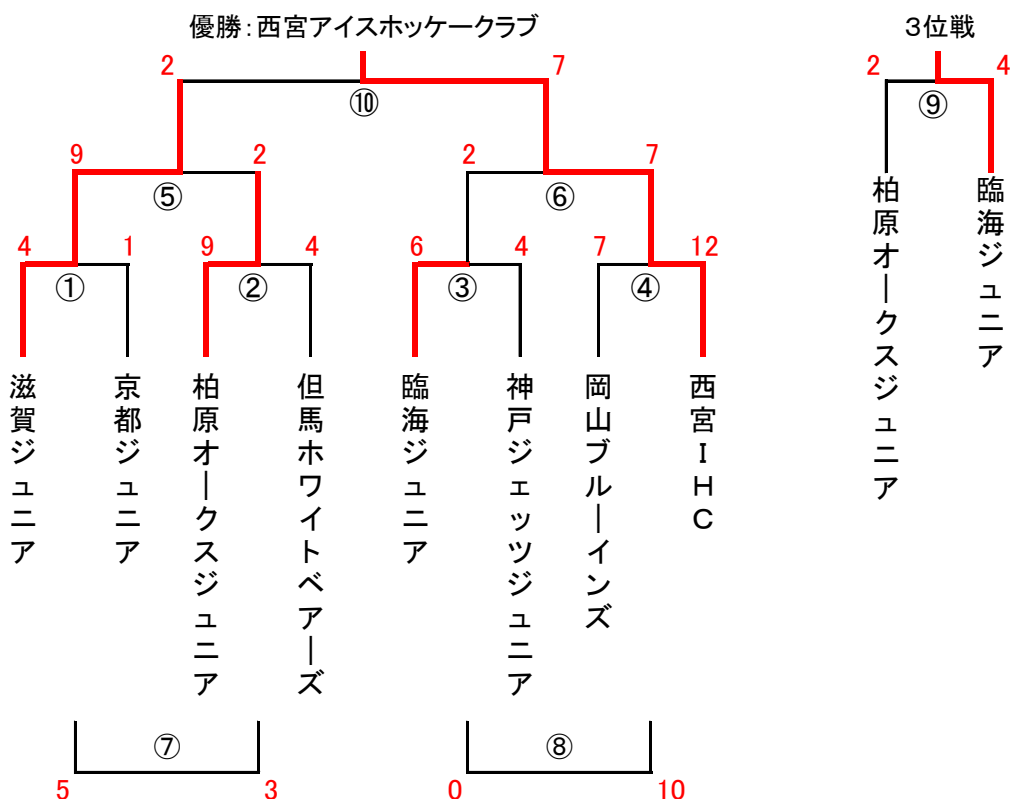 優勝:西宮アイスホッケークラブ
3位戦
2
7
2
4
⑩
⑨
9
2
2
7
⑤
⑥
4
1
9
4
6
4
7
12
①
②
③
④
滋賀ジュニア
京都ジュニア
柏原オークスジュニア
但馬ホワイトベアーズ
臨海ジュニア
神戸ジェッツジュニア
岡山ブルーインズ
西宮IHC
柏原オークスジュニア
臨海ジュニア
⑦
⑧
5
3
0
10